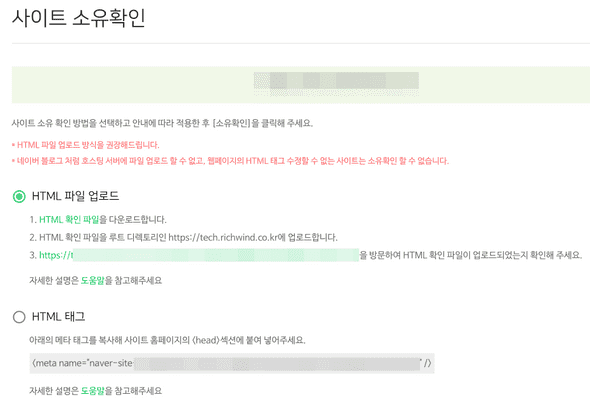 사이트 소유확인
사이트 소유 확인 방법을 선택하고 안내에 따라 적용한 후 [소유확인]을 클릭해 주세요.
* HTML 파일 업로드 방식을 권장해드립니다.
* 네이버 블로그 처럼 호스팅 서버에 파일 업로드 할 수 없고, 웹페이지의 HTML 태그 수정할 수 없는 사이트는 소유확인 할 수 없습니다.
HTML 파일 업로드
1. HTML 확인 파일을 다운로드합니다.
2. HTML 확인 파일을 루트 디렉토리인 https://tech.richwind.co.kr에 업로드합니다.
3. https://t 을 방문하여 HTML 확인 파일이 업로드되었는지 확인해 주세요.
자세한 설명은 도움말을 참고해주세요
HTML 태그
아래의 메타 태그를 복사해 사이트 홈페이지의 <head>섹션에 붙여 넣어주세요.
<meta name="naver-site- " />
자세한 설명은 도움말을 참고해주세요